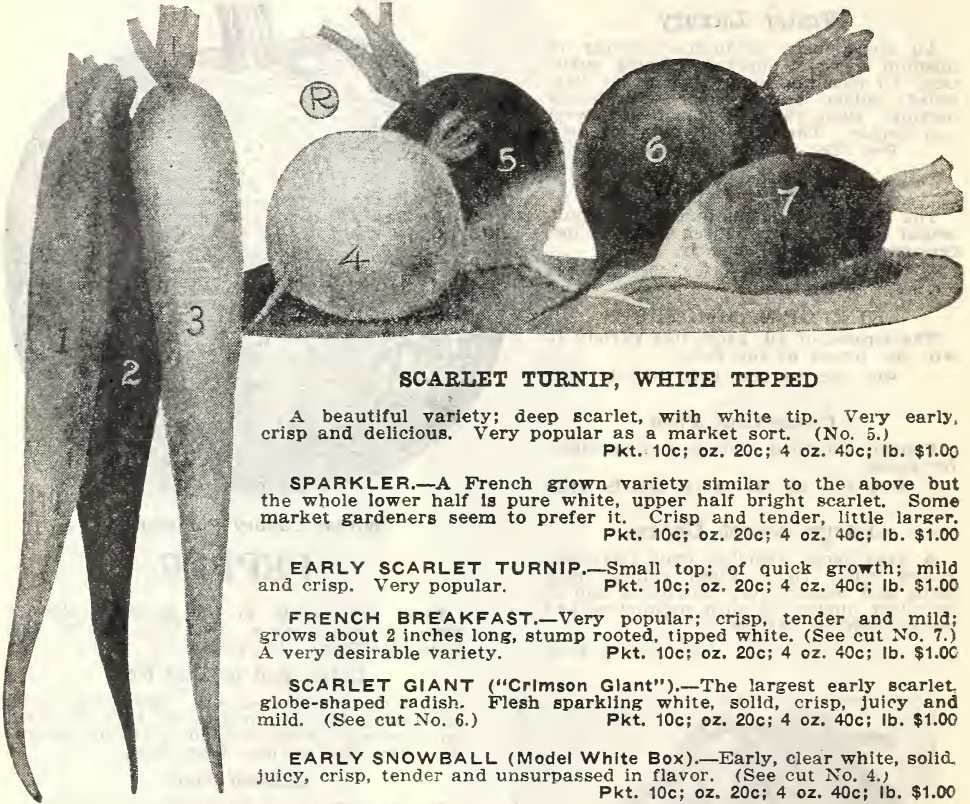 R
1
2
3
4
5
6
7
SCARLET TURNIP, WHITE TIPPED
A beautiful variety; deep scarlet, with white tip. Very early,
crisp and delicious. Very popular as a market sort. (No. 5.)
Pkt. 10c; oz. 20c; 4 oz. 40c; lb. $1.00
SPARKLER.—A French grown variety similar to the above but
the whole lower half is pure white, upper half bright scarlet. Some
market gardeners seem to prefer it. Crisp and tender, little larger.
Pkt. 10c; oz. 20c; 4 oz. 40c; lb. $1.00
EARLY SCARLET TURNIP.—Small top; of quick growth; mild
and crisp. Very popular. Pkt. 10c; oz. 20c; 4 oz. 40c; lb. $1.00
FRENCH BREAKFAST.—Very popular; crisp, tender and mild;
grows about 2 inches long, stump rooted, tipped white. (See cut No. 7.)
A very desirable variety. Pkt. 10c; oz. 20c; 4 oz. 40c; lb. $1.00
SCARLET GIANT ("Crimson Giant").—The largest early scarlet,
globe-shaped radish. Flesh sparkling white, solid, crisp, juicy and
mild. (See cut No. 6.) Pkt. 10c; oz. 20c; 4 oz. 40c; lb. $1.00
EARLY SNOWBALL (Model White Box).—Early, clear white, solid,
juicy, crisp, tender and unsurpassed in flavor. (See cut No. 4.)
Pkt. 10c; oz. 20c; 4 oz. 40c; lb. $1.00